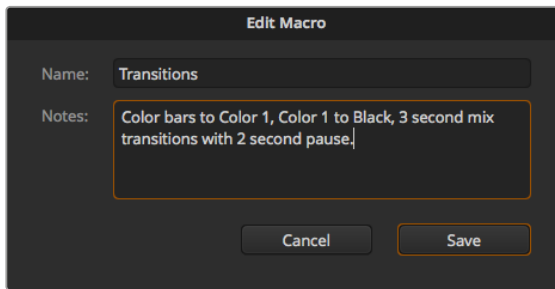 Edit Macro
Name: Transitions
Notes: Color bars to Color 1, Color 1 to Black, 3 second mix
transitions with 2 second pause.
Cancel Save